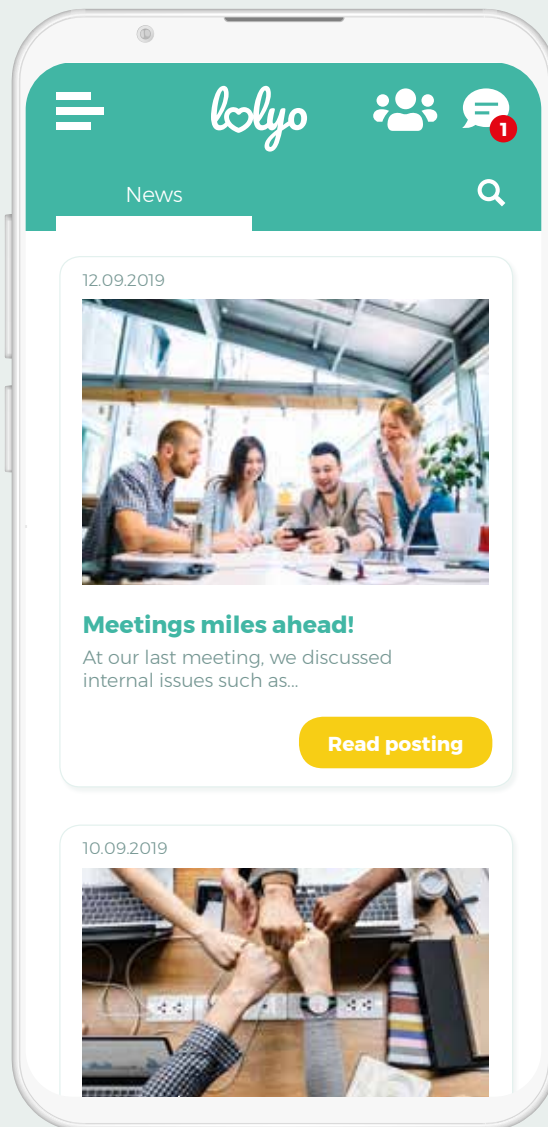 lolyo
1
News
12.09.2019
Meetings miles ahead!
At our last meeting, we discussed
internal issues such as...
Read posting
10.09.2019